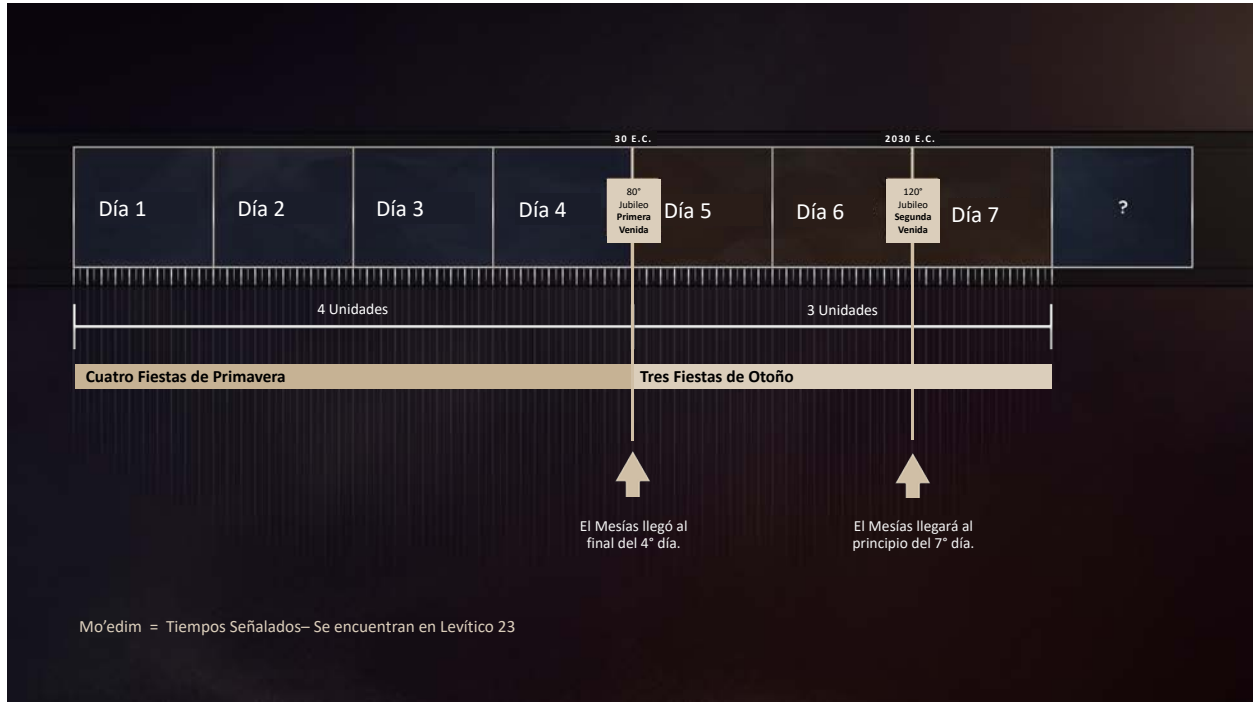 30 E.C.
2030 E.C.
Día 1
Día 2
Día 3
Día 4
80°
Jubileo
Primera
Venida
Día 5
Día 6
120°
Jubileo
Segunda
Venida
Día 7
?
4 Unidades
3 Unidades
Cuatro Fiestas de Primavera
Tres Fiestas de Otoño
El Mesías llegó al
final del 4° día.
El Mesías llegará al
principio del 7° día.
Mo’edim = Tiempos Señalados– Se encuentran en Levítico 23